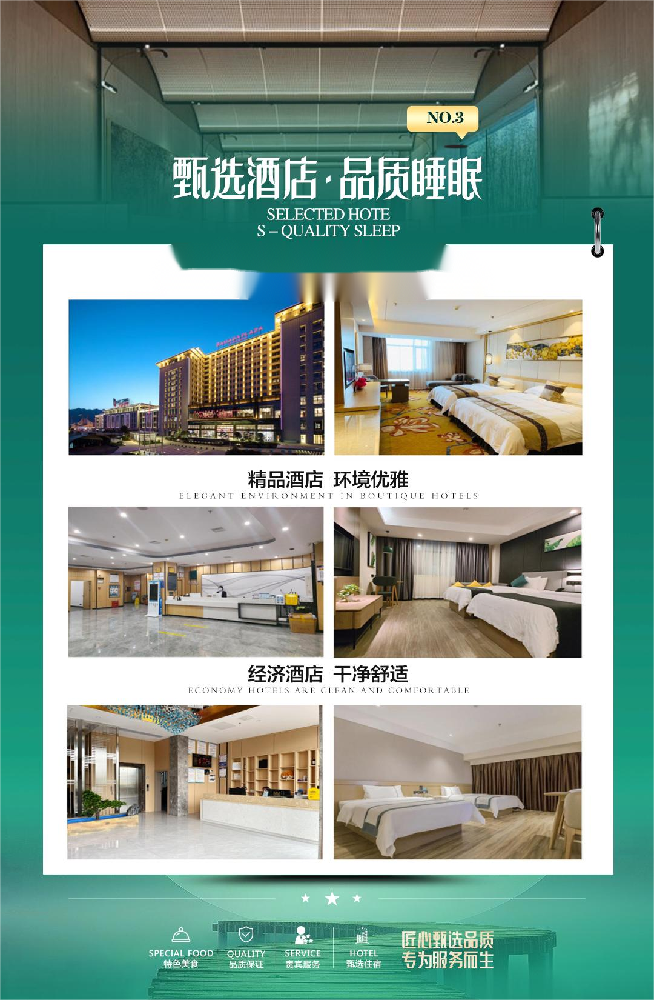 NO.3
甄选酒店·品质睡眠
SELECTED HOTE
S – QUALITY SLEEP
RAMADA PLAZA
精品酒店 环境优雅
ELEGANT ENVIRONMENT IN BOUTIQUE HOTELS
经济酒店 干净舒适
ECONOMY HOTELS ARE CLEAN AND COMFORTABLE
SPECIAL FOOD
特色美食
QUALITY
品质保证
SERVICE
贵宾服务
HOTEL
甄选住宿
匠心甄选品质
专为服务而生